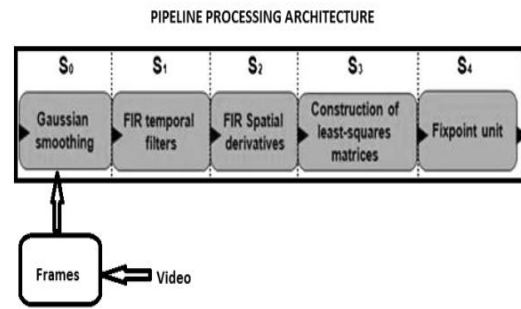 PIPELINE PROCESSING ARCHITECTURE
S₀ S₁ S₂ S₃ S₄
Gaussian
smoothing
FIR temporal
filters
FIR Spatial
derivatives
Construction of
least-squares
matrices
Fixpoint unit
Frames
Video